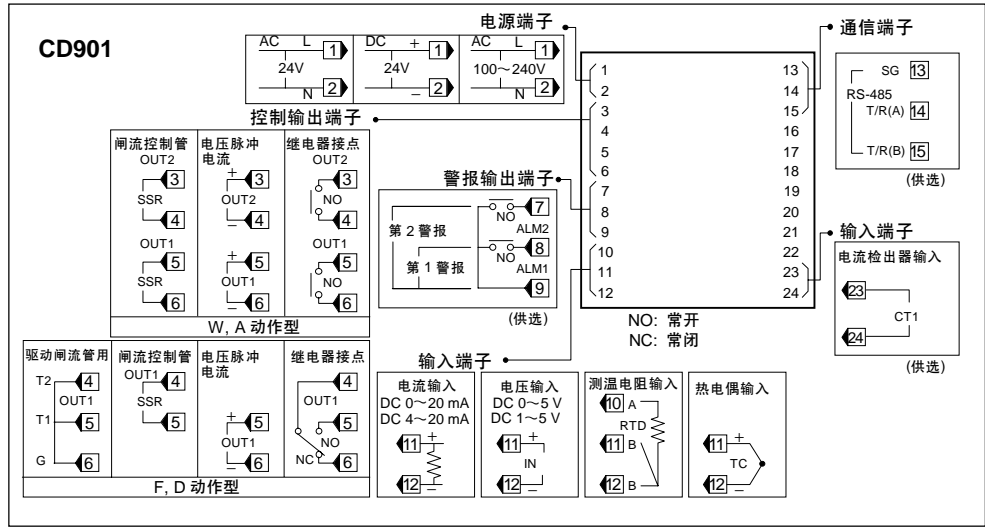 CD901
电源端子
AC L 1
24V
N 2
DC + 1
24V
– 2
AC L 1
100～240V
N 2
控制输出端子
闸流控制管
OUT2
3
SSR
4
OUT1
5
SSR
6
电压脉冲
电流
+ 3
OUT2
– 4
+ 5
OUT1
– 6
继电器接点
OUT2
3
NO
4
OUT1
5
NO
6
W, A 动作型
驱动闸流管用
T2 4
OUT1
T1 5
G 6
闸流控制管
OUT1 4
SSR
5
电压脉冲
电流
+ 5
OUT1
– 6
继电器接点
4
OUT1
5
NO
NC 6
F, D 动作型
警报输出端子
7
NO
第 2 警报 ALM2
8
NO
第 1 警报 ALM1
9
(供选)
1
2
3
4
5
6
7
8
9
10
11
12
13
14
15
16
17
18
19
20
21
22
23
24
NO: 常开
NC: 常闭
通信端子
SG 13
RS-485
T/R(A) 14
T/R(B) 15
(供选)
输入端子
电流检出器输入
23
CT1
24
(供选)
输入端子
电流输入
DC 0～20 mA
DC 4～20 mA
11 +
12 –
电压输入
DC 0～5 V
DC 1～5 V
11 +
IN
12 –
测温电阻输入
10 A
RTD
11 B
12 B
热电偶输入
11 +
TC
12 –